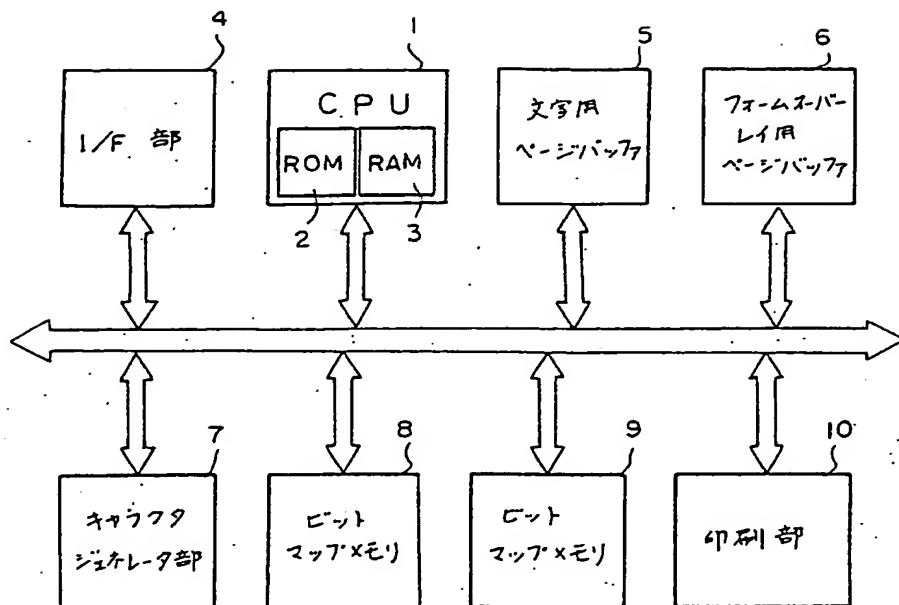 4
1
5
6
I/F 部
CPU
ROM
RAM
2
3
文字用
ページバッファ
フォームオーバー
レイ用
ページバッファ
7
8
9
10
キャラクタ
ジェネレータ部
ビット
マップメモリ
ビット
マップメモリ
印刷部